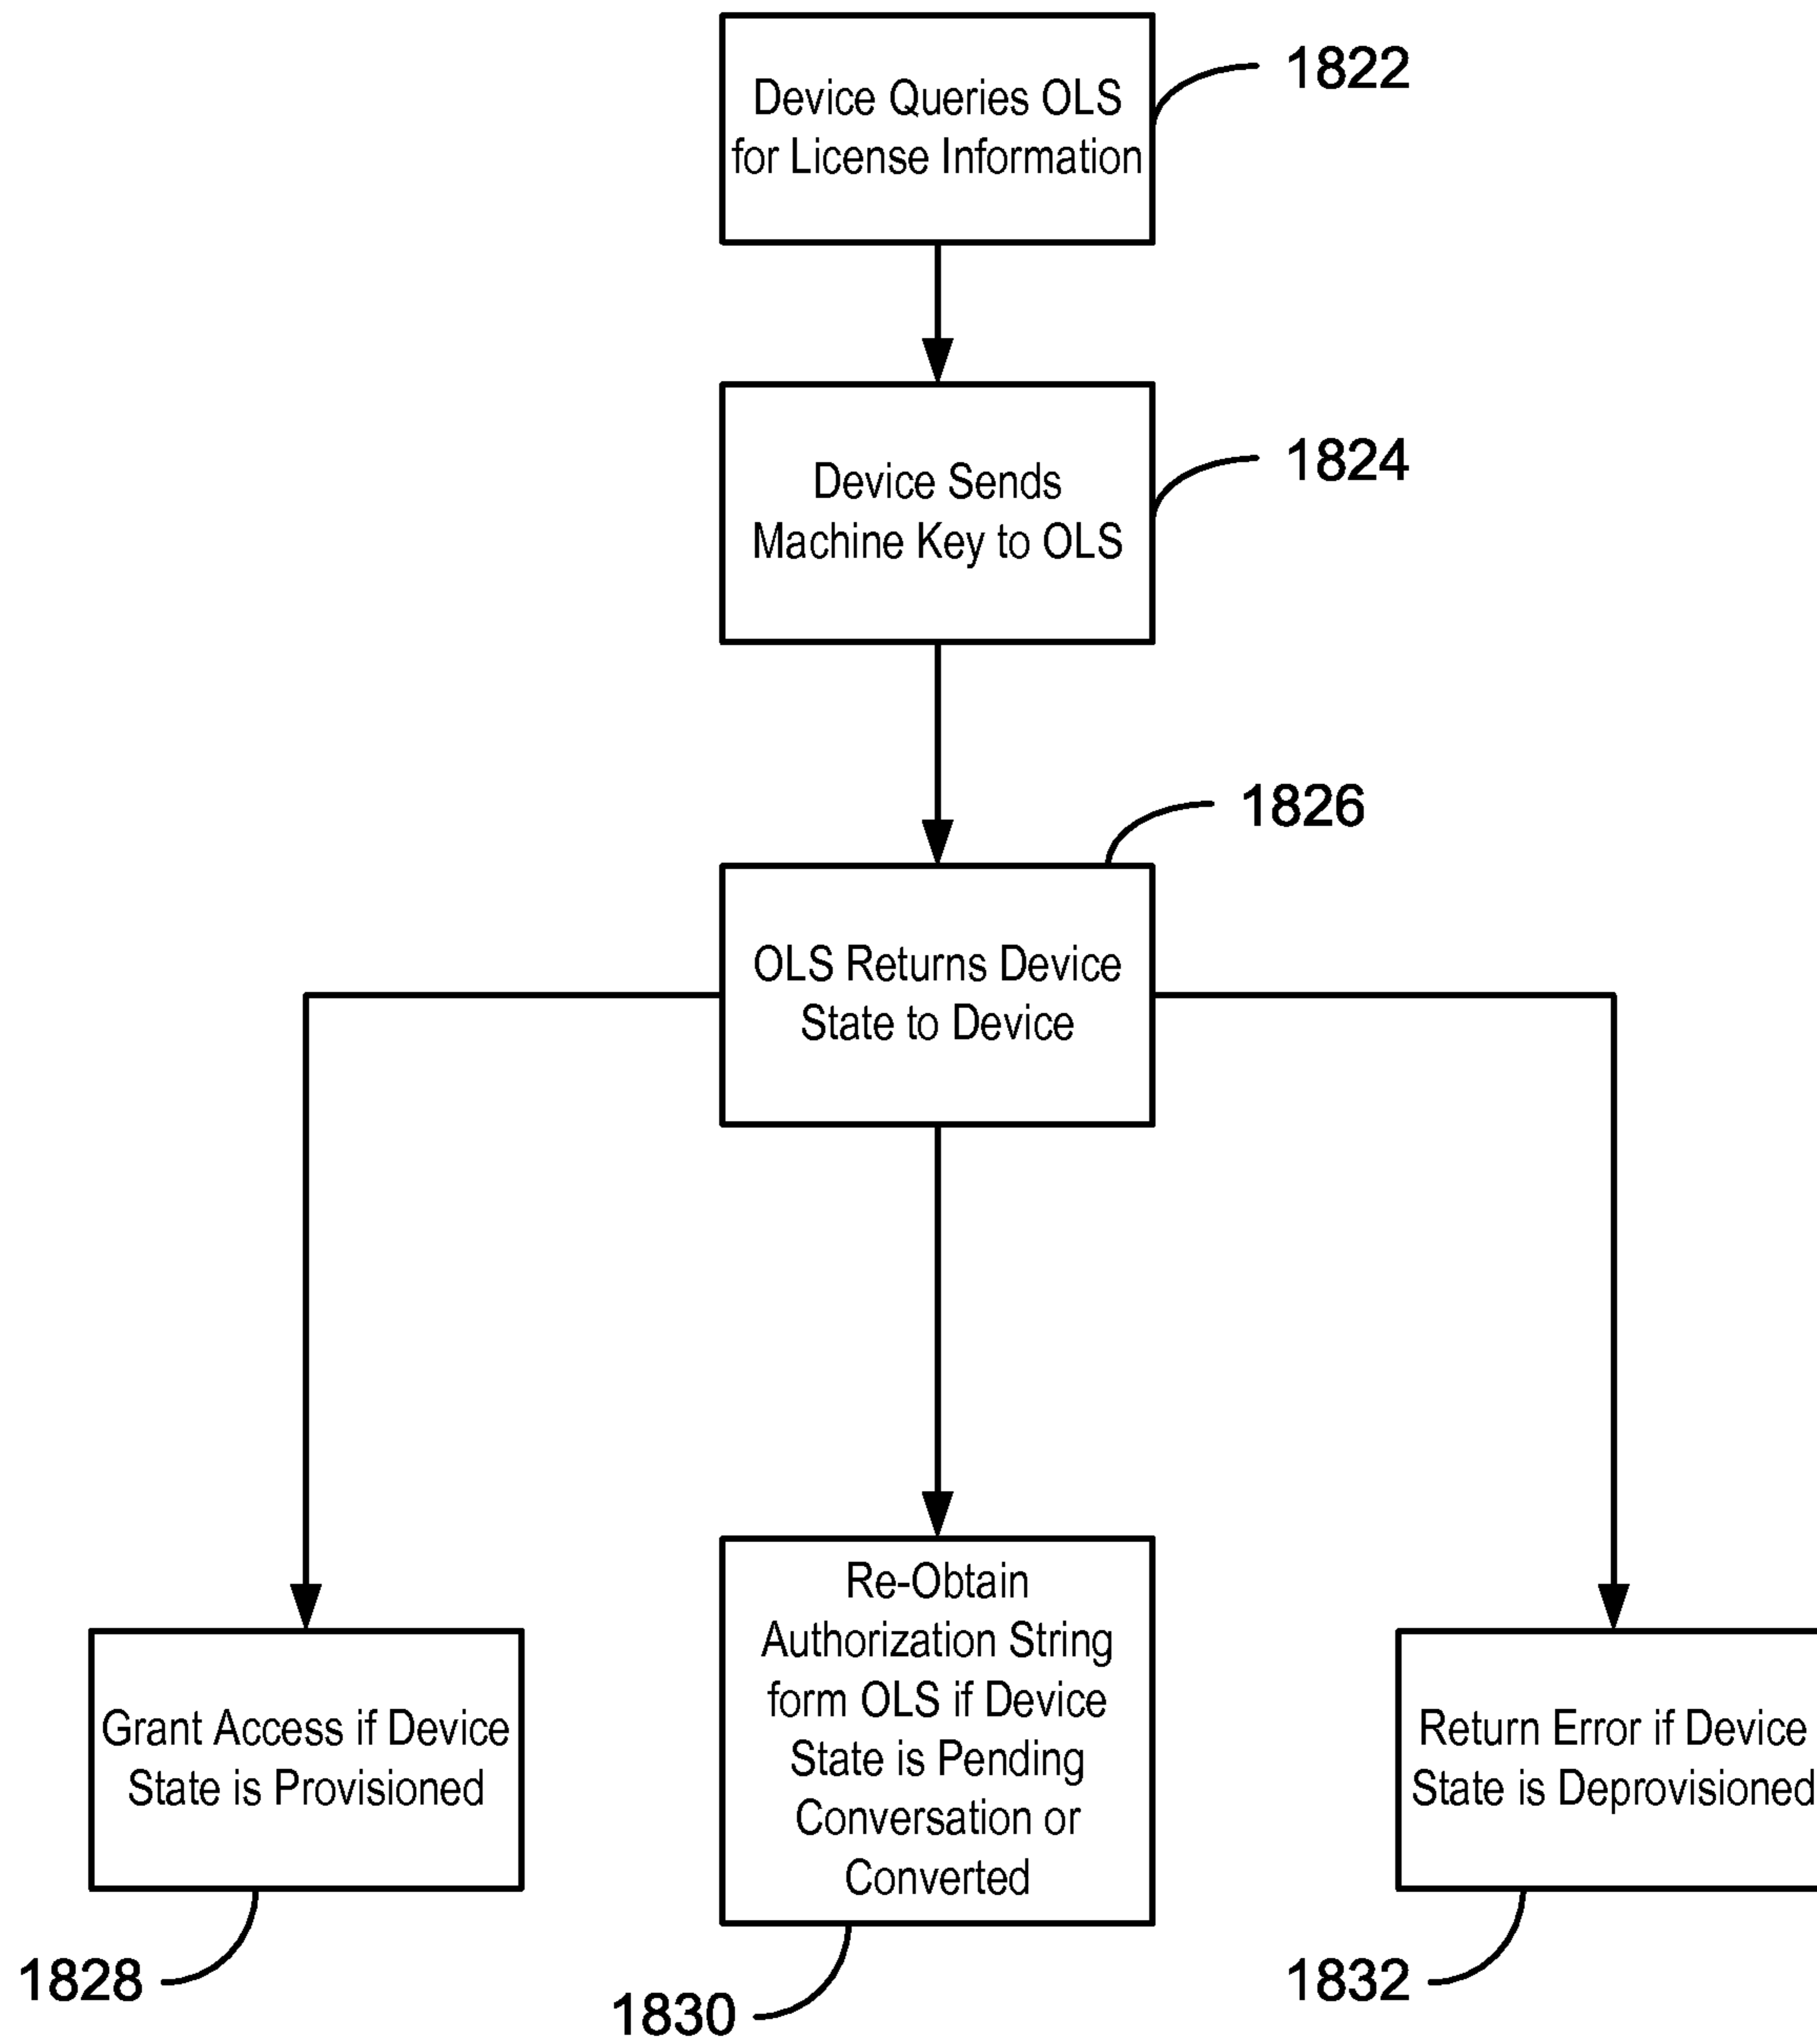 Device Queries OLS
for License Information
1822
Device Sends
Machine Key to OLS
1824
1826
OLS Returns Device
State to Device
Grant Access if Device
State is Provisioned
1828
Re-Obtain
Authorization String
form OLS if Device
State is Pending
Conversation or
Converted
1830
Return Error if Device
State is Deprovisioned
1832